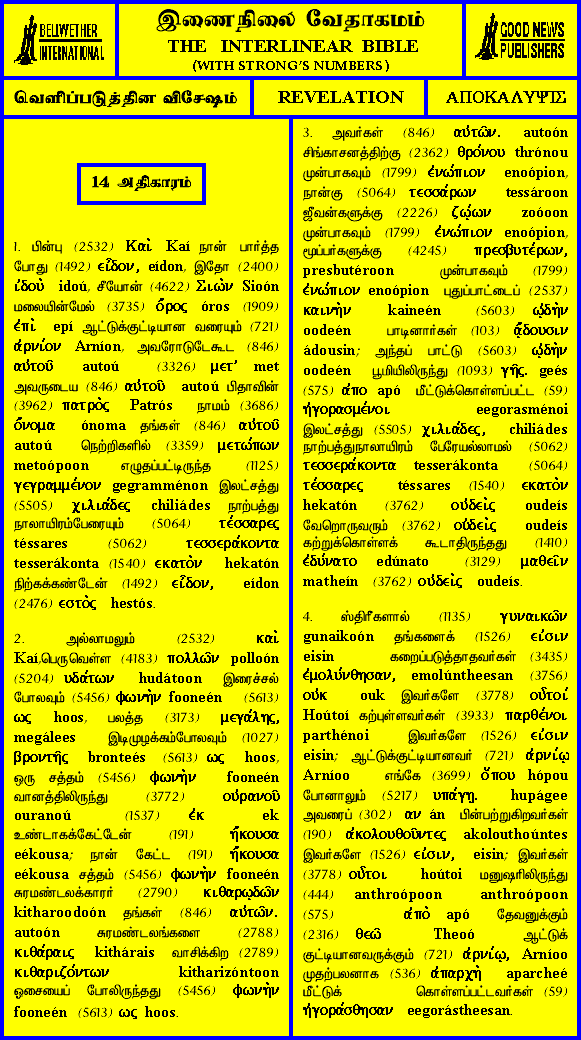 BELLWETHER
INTERNATIONAL
இணைநிலை வேதாகமம்
THE INTERLINEAR BIBLE
(WITH STRONG'S NUMBERS)
GOOD NEWS
PUBLISHERS
வெளிப்படுத்தின விசேஷம்
REVELATION
ΑΠΟΚΑΛΥΨΙΣ
14 அதிகாரம்
1. பின்பு (2532) Καὶ Kaí நான் பார்த்த
போது (1492) εἶδον, eídon, இதோ (2400)
ἰδοὺ idoú, சீயோன் (4622) Σιὼν Sioón
மலையின்மேல் (3735) ὄρος óros (1909)
ἐπὶ epí ஆட்டுக்குட்டியான வரையும் (721)
ἀρνίον Arníon, அவரோடுடேகூட (846)
αὐτοῦ autoú (3326) μετ' met
அவருடைய (846) αὐτοῦ autoú பிதாவின்
(3962) πατρὸς Patrós நாமம் (3686)
ὄνομα ónoma தங்கள் (846) αὐτοῦ
autoú நெற்றிகளில் (3359) μετώπων
metoópoon எழுதப்பட்டிருந்த (1125)
γεγραμμένον gegramménon இலட்சத்து
(5505) χιλιάδες chiliádes நாற்பத்து
நாலாயிரம்பேரையும் (5064) τέσσαρες
téssares (5062) τεσσεράκοντα
tesserákonta (1540) εκατὸν hekatón
நிற்கக்கண்டேன் (1492) εἶδον, eídon
(2476) εστὸς hestós.
2. அல்லாமலும் (2532) καὶ
Kaí,பெருவெள்ள (4183) πολλῶν polloón
(5204) υδάτων hudátoon இரைச்சல்
போலவும் (5456) φωνὴν fooneén (5613)
ως hoos, பலத்த (3173) μεγάλης,
megálees இடிமுழக்கம்போலவும் (1027)
βροντῆς bronteés (5613) ως hoos,
ஒரு சத்தம் (5456) φωνὴν fooneén
வானத்திலிருந்து (3772) οὐρανοῦ
ouranoú (1537) ἐκ ek
உண்டாகக்கேட்டேன் (191) ἤκουσα
eékousa; நான் கேட்ட (191) ἤκουσα
eékousa சத்தம் (5456) φωνὴν fooneén
சுரமண்டலக்காரர் (2790) κιθαρῳδῶν
kitharoodoón தங்கள் (846) αὐτῶν.
autoón சுரமண்டலங்களை (2788)
κιθάραις kithárais வாசிக்கிற (2789)
κιθαριζόντων kitharizóntoon
ஓசையைப் போலிருந்தது (5456) φωνὴν
fooneén (5613) ως hoos.
3. அவர்கள் (846) αὐτῶν. autoón
சிங்காசனத்திற்கு (2362) θρόνου thrónou
முன்பாகவும் (1799) ἐνώπιον enoópion,
நான்கு (5064) τεσσάρων tessároon
ஜீவன்களுக்கு (2226) ζῴων zoóoon
முன்பாகவும் (1799) ἐνώπιον enoópion,
மூப்பர்களுக்கு (4245) πρεσβυτέρων,
presbutéroon முன்பாகவும் (1799)
ἐνώπιον enoópion புதுப்பாட்டைப் (2537)
καινὴν kaineén (5603) ᾠδὴν
oodeén பாடினார்கள் (103) ᾄδουσιν
ádousin; அந்தப் பாட்டு (5603) ᾠδὴν
oodeén பூமியிலிருந்து (1093) γῆς. geés
(575) ἀπο apó மீட்டுக்கொள்ளப்பட்ட (59)
ἠγορασμένοι eegorasménoi
இலட்சத்து (5505) χιλιάδες, chiliádes
நாற்பத்துநாலாயிரம் பேரேயல்லாமல் (5062)
τεσσεράκοντα tesserákonta (5064)
τέσσαρες téssares (1540) εκατὸν
hekatón (3762) οὐδεὶς oudeís
வேறொருவரும் (3762) οὐδεὶς oudeís
கற்றுக்கொள்ளக் கூடாதிருந்தது (1410)
ἐδύνατο edúnato (3129) μαθεῖν
matheín (3762) οὐδεὶς oudeís.
4. ஸ்திரீகளால் (1135) γυναικῶν
gunaikoón தங்களைக் (1526) εἰσιν
eisin கறைப்படுத்தாதவர்கள் (3435)
ἐμολύνθησαν, emolúntheesan (3756)
οὐκ ouk இவர்களே (3778) οὗτοί
Hoútoí கற்புள்ளவர்கள் (3933) παρθένοι
parthénoi இவர்களே (1526) εἰσιν
eisin; ஆட்டுக்குட்டியானவர் (721) ἀρνίῳ
Arníoo எங்கே (3699) ὅπου hópou
போனாலும் (5217) υπάγῃ. hupágee
அவரைப் (302) αν án பின்பற்றுகிறவர்கள்
(190) ἀκολουθοῦντες akolouthoúntes
இவர்களே (1526) εἰσιν, eisin; இவர்கள்
(3778) οὗτοι hoútoi மனுஷரிலிருந்து
(444) anthroópoon anthroópoon
(575) ἀπὸ apó தேவனுக்கும்
(2316) θεῶ Theoó ஆட்டுக்
குட்டியானவருக்கும் (721) ἀρνίῳ, Arníoo
முதற்பலனாக (536) ἀπαρχὴ aparcheé
மீட்டுக் கொள்ளப்பட்டவர்கள் (59)
ἠγοράσθησαν eegorástheesan.